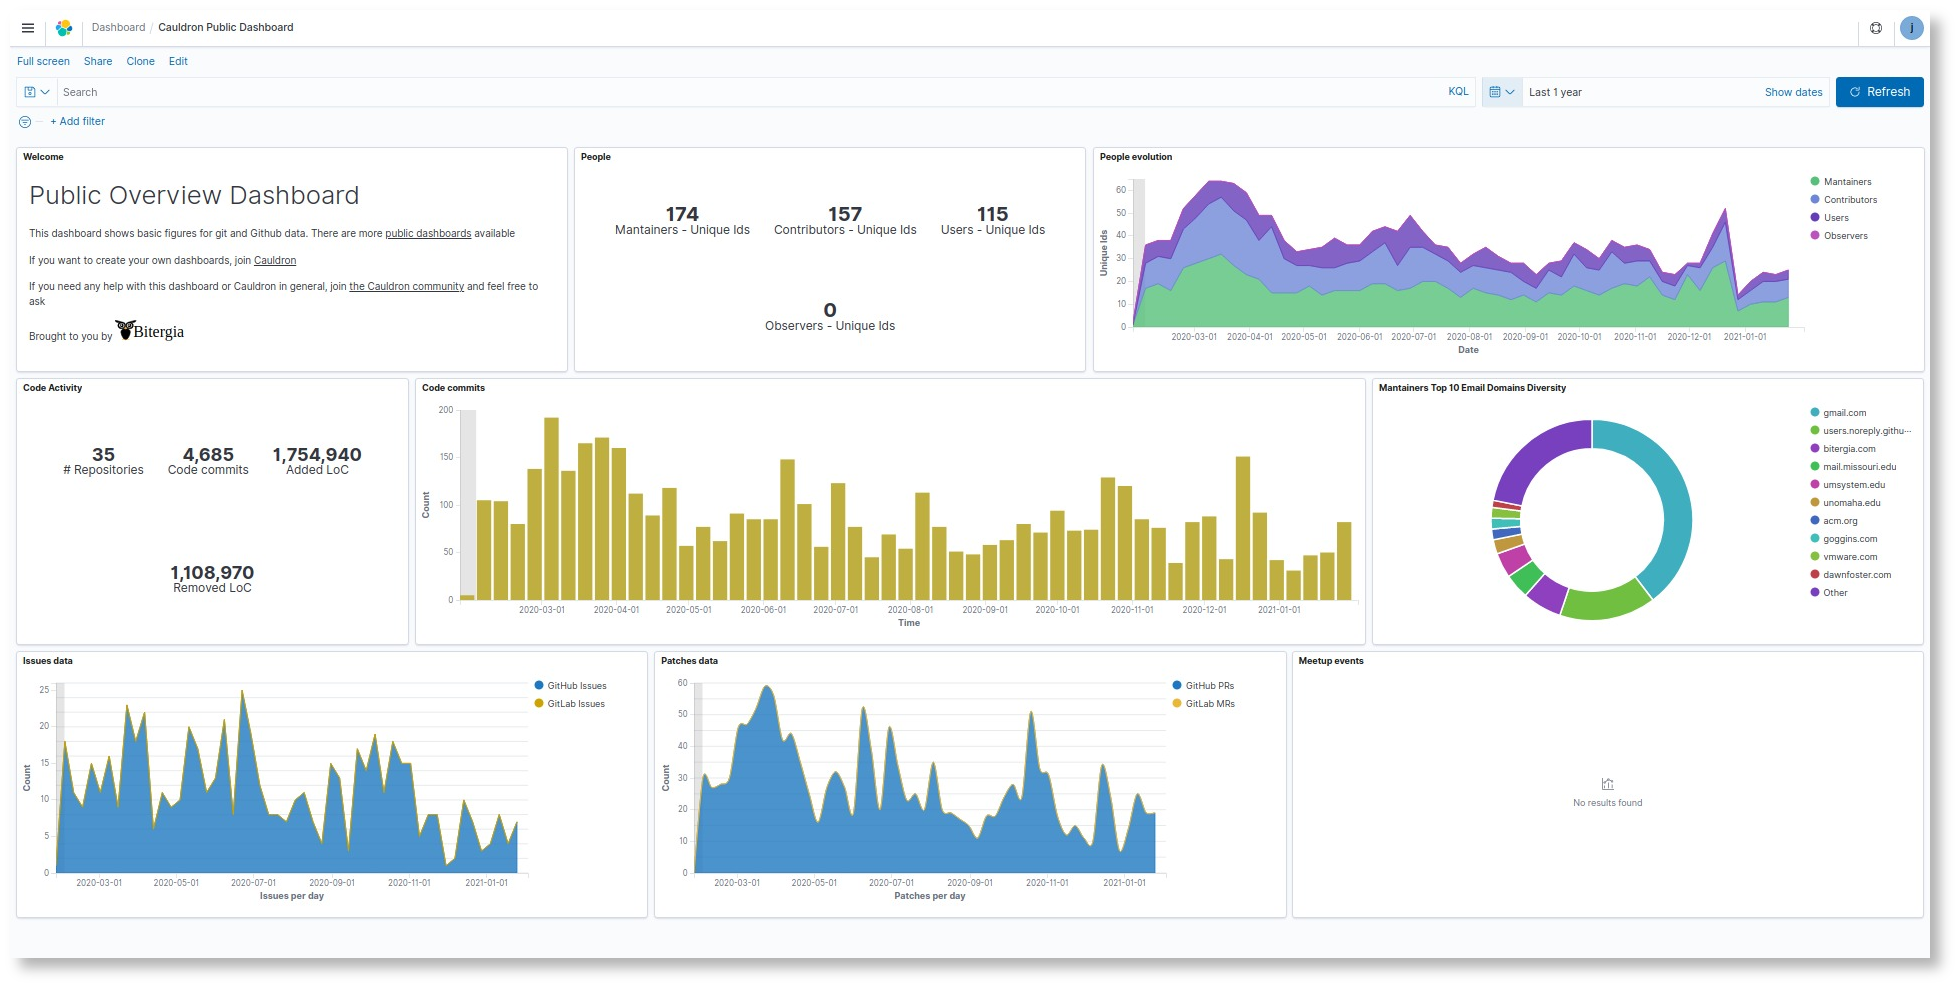 Dashboard / Cauldron Public Dashboard
j
Full screen Share Clone Edit
Search
KQL
Last 1 year
Show dates
Refresh
+ Add filter
Welcome
Public Overview Dashboard
This dashboard shows basic figures for git and Github data. There are more public dashboards available
If you want to create your own dashboards, join Cauldron
If you need any help with this dashboard or Cauldron in general, join the Cauldron community and feel free to
ask
Brought to you by Bitergia
People
174 157 115
Mantainers - Unique Ids Contributors - Unique Ids Users - Unique Ids
0
Observers - Unique Ids
People evolution
Unique Ids
60
50
40
30
20
10
0
2020-03-01 2020-04-01 2020-05-01 2020-06-01 2020-07-01 2020-08-01 2020-09-01 2020-10-01 2020-11-01 2020-12-01 2021-01-01
Date
Mantainers
Contributors
Users
Observers
Code Activity
35 4,685 1,754,940
# Repositories Code commits Added LoC
1,108,970
Removed LoC
Code commits
Count
200
150
100
50
0
2020-03-01 2020-04-01 2020-05-01 2020-06-01 2020-07-01 2020-08-01 2020-09-01 2020-10-01 2020-11-01 2020-12-01 2021-01-01
Time
Mantainers Top 10 Email Domains Diversity
gmail.com
users.noreply.githu...
bitergia.com
mail.missouri.edu
umsystem.edu
unomaha.edu
acm.org
goggins.com
vmware.com
dawnfoster.com
Other
Issues data
Count
25
20
15
10
5
0
2020-03-01 2020-05-01 2020-07-01 2020-09-01 2020-11-01 2021-01-01
Issues per day
GitHub Issues
GitLab Issues
Patches data
Count
60
50
40
30
20
10
0
2020-03-01 2020-05-01 2020-07-01 2020-09-01 2020-11-01 2021-01-01
Patches per day
GitHub PRs
GitLab MRs
Meetup events
No results found